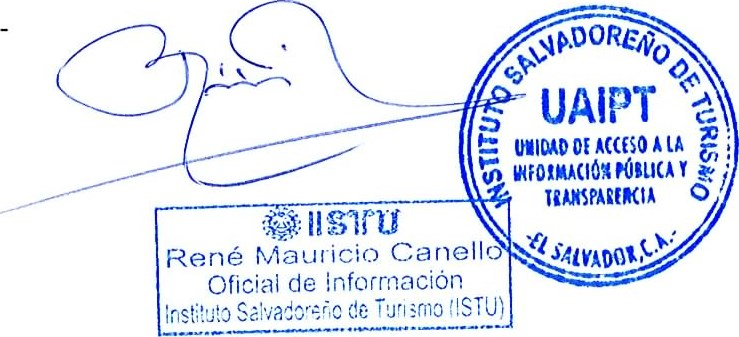 INSTITUTO SALVADOREÑO DE TURISMO
UAIPT
UNIDAD DE ACCESO A LA
INFORMACIÓN PÚBLICA Y
TRANSPARENCIA
-EL SALVADOR, C.A.-
ISTU
René Mauricio Canello
Oficial de Información
Instituto Salvadoreño de Turismo (ISTU)